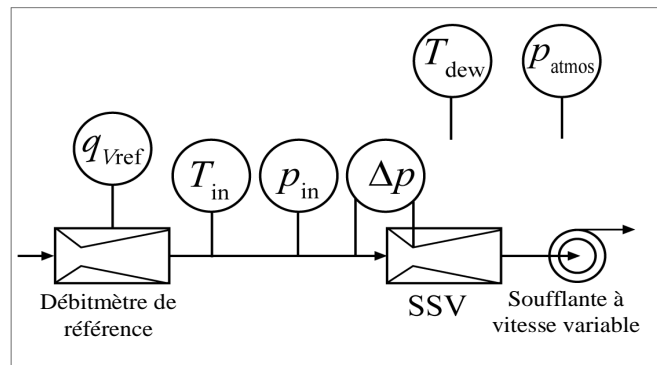 T_dew
p_atmos
q_Vref
T_in
p_in
Δp
Débitmètre de
référence
SSV
Soufflante à
vitesse variable